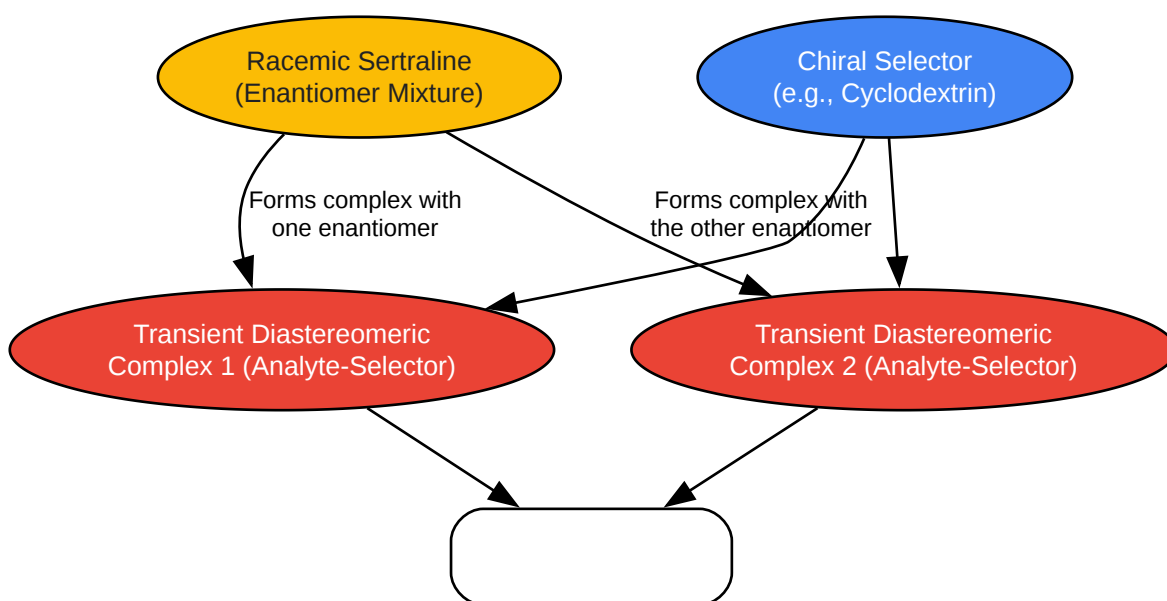 Racemic Sertraline
(Enantiomer Mixture)
Chiral Selector
(e.g., Cyclodextrin)
Forms complex with
one enantiomer
Forms complex with
the other enantiomer
Transient Diastereomeric
Complex 1 (Analyte-Selector)
Transient Diastereomeric
Complex 2 (Analyte-Selector)